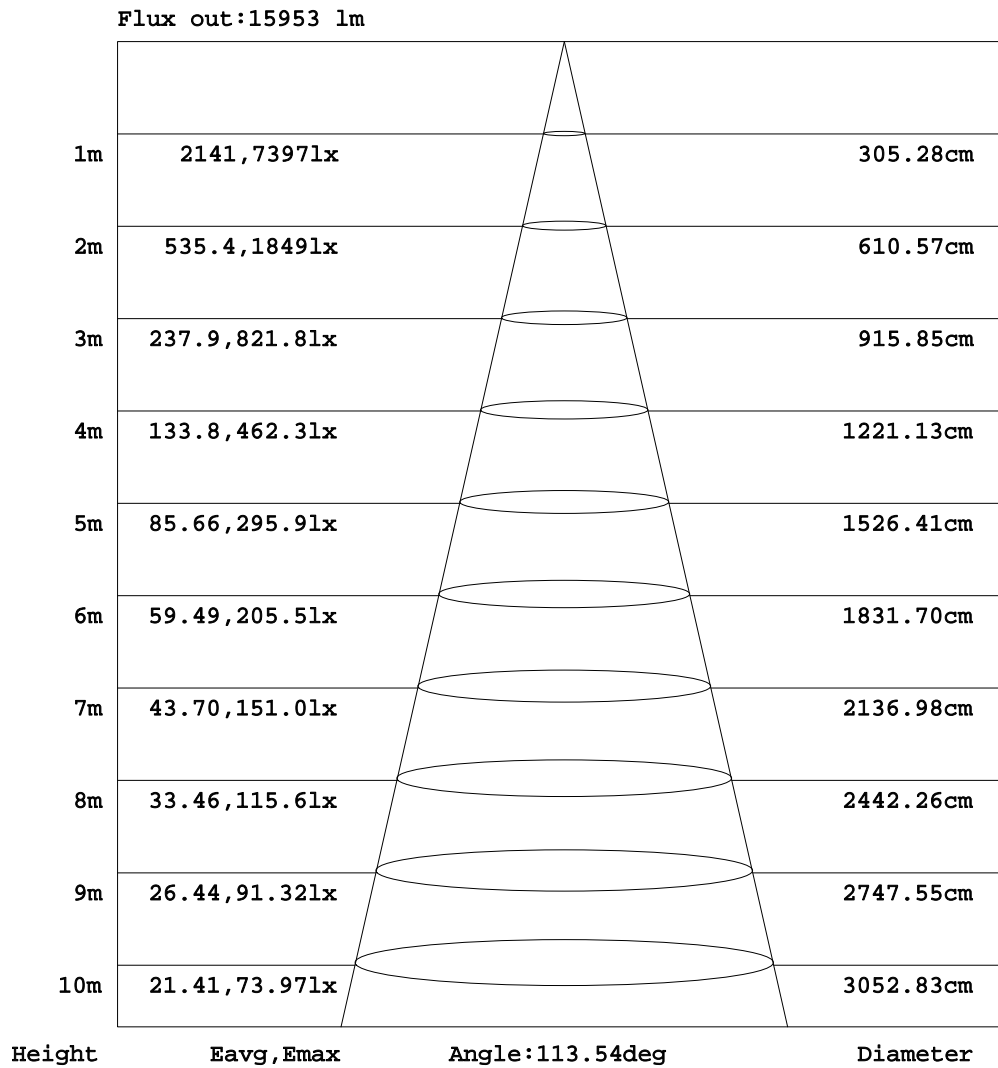 Flux out:15953 lm
1m 2141,7397lx 305.28cm
2m 535.4,1849lx 610.57cm
3m 237.9,821.8lx 915.85cm
4m 133.8,462.3lx 1221.13cm
5m 85.66,295.9lx 1526.41cm
6m 59.49,205.5lx 1831.70cm
7m 43.70,151.0lx 2136.98cm
8m 33.46,115.6lx 2442.26cm
9m 26.44,91.32lx 2747.55cm
10m 21.41,73.97lx 3052.83cm
Height Eavg,Emax Angle:113.54deg Diameter